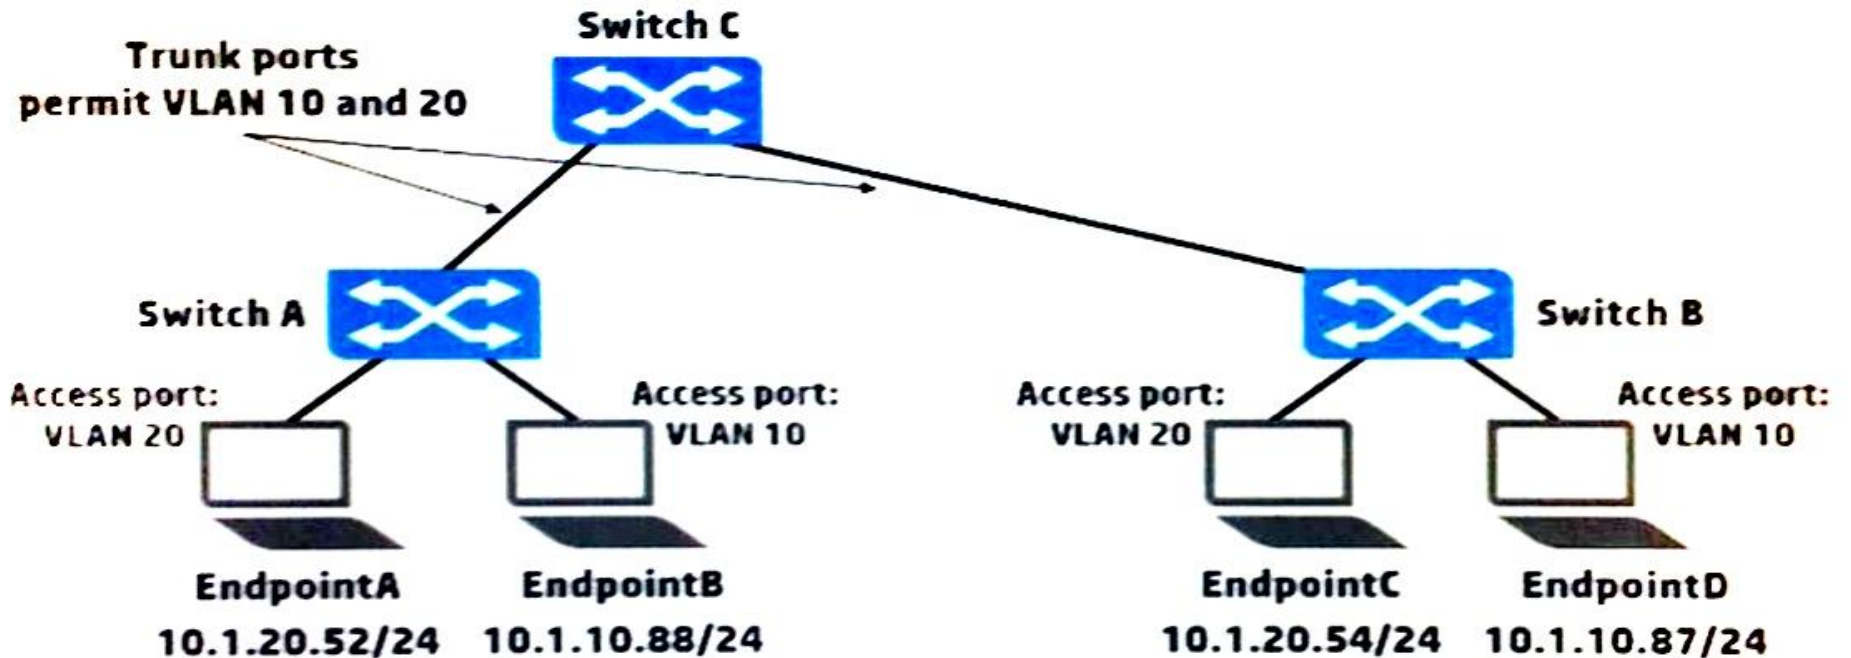 Switch C
Trunk ports
permit VLAN 10 and 20
Switch A
Switch B
Access port:
VLAN 20
Access port:
VLAN 10
Access port:
VLAN 20
Access port:
VLAN 10
EndpointA
10.1.20.52/24
EndpointB
10.1.10.88/24
EndpointC
10.1.20.54/24
EndpointD
10.1.10.87/24